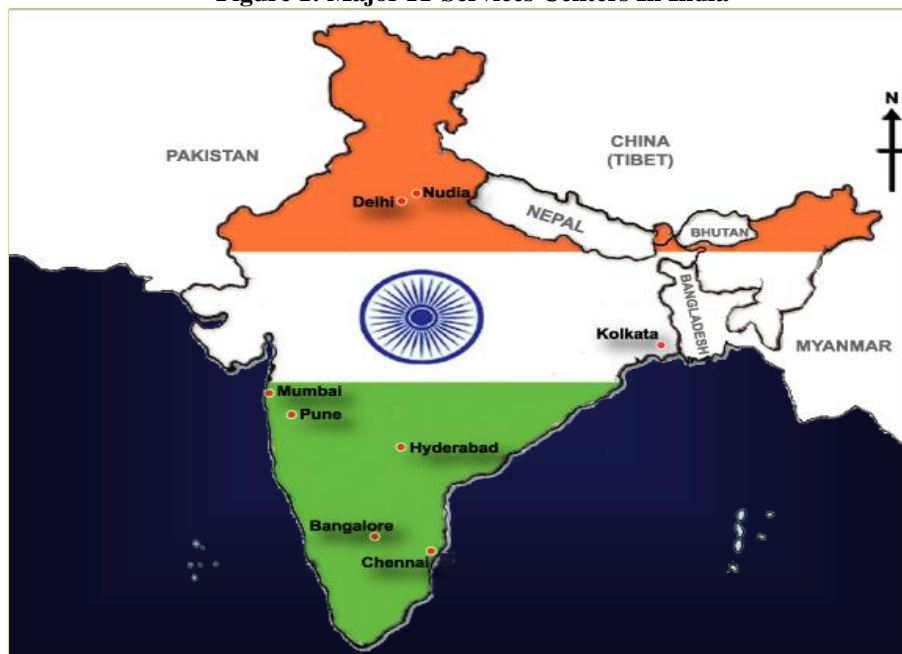 Figure 1: Major IT Services Centers in India
N
PAKISTAN
CHINA
(TIBET)
Nudia
Delhi
NEPAL
BHUTAN
BANGLADESH
Kolkata
MYANMAR
Mumbai
Pune
Hyderabad
Bangalore
Chennai